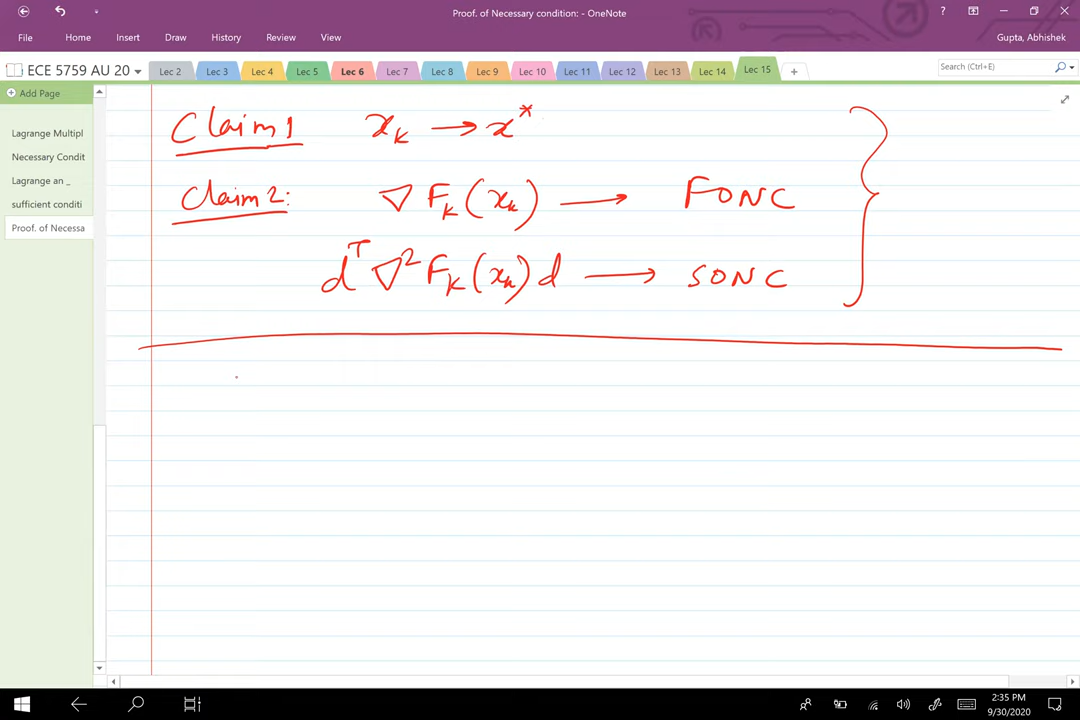 Proof. of Necessary condition: - OneNote
File Home Insert Draw History Review View
Gupta, Abhishek
ECE 5759 AU 20
Lec 2 Lec 3 Lec 4 Lec 5 Lec 6 Lec 7 Lec 8 Lec 9 Lec 10 Lec 11 Lec 12 Lec 13 Lec 14 Lec 15
Search (Ctrl+E)
Add Page
Lagrange Multipl
Necessary Condit
Lagrange an _
sufficient conditi
Proof. of Necessa
Claim 1 x_k → x^*
Claim 2: ∇F_k(x_k) → FONC
d^T ∇^2 F_k(x_k) d → SONC
2:35 PM
9/30/2020